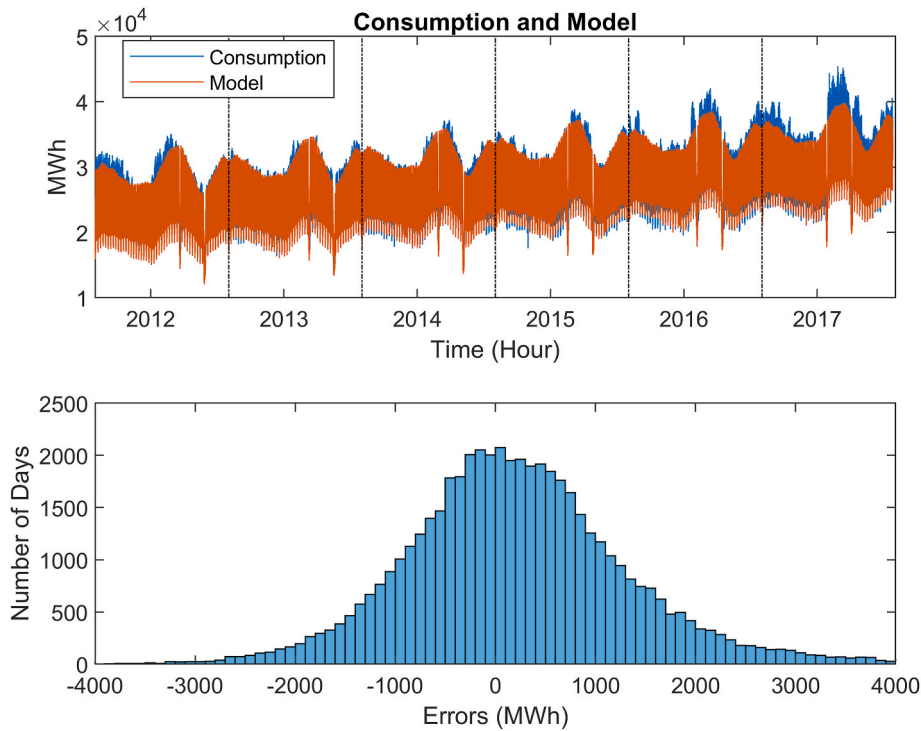 Consumption and Model
×10⁴
5
4
3
2
1
MWh
Consumption
Model
2012 2013 2014 2015 2016 2017
Time (Hour)
2500
2000
1500
1000
500
0
Number of Days
-4000 -3000 -2000 -1000 0 1000 2000 3000 4000
Errors (MWh)